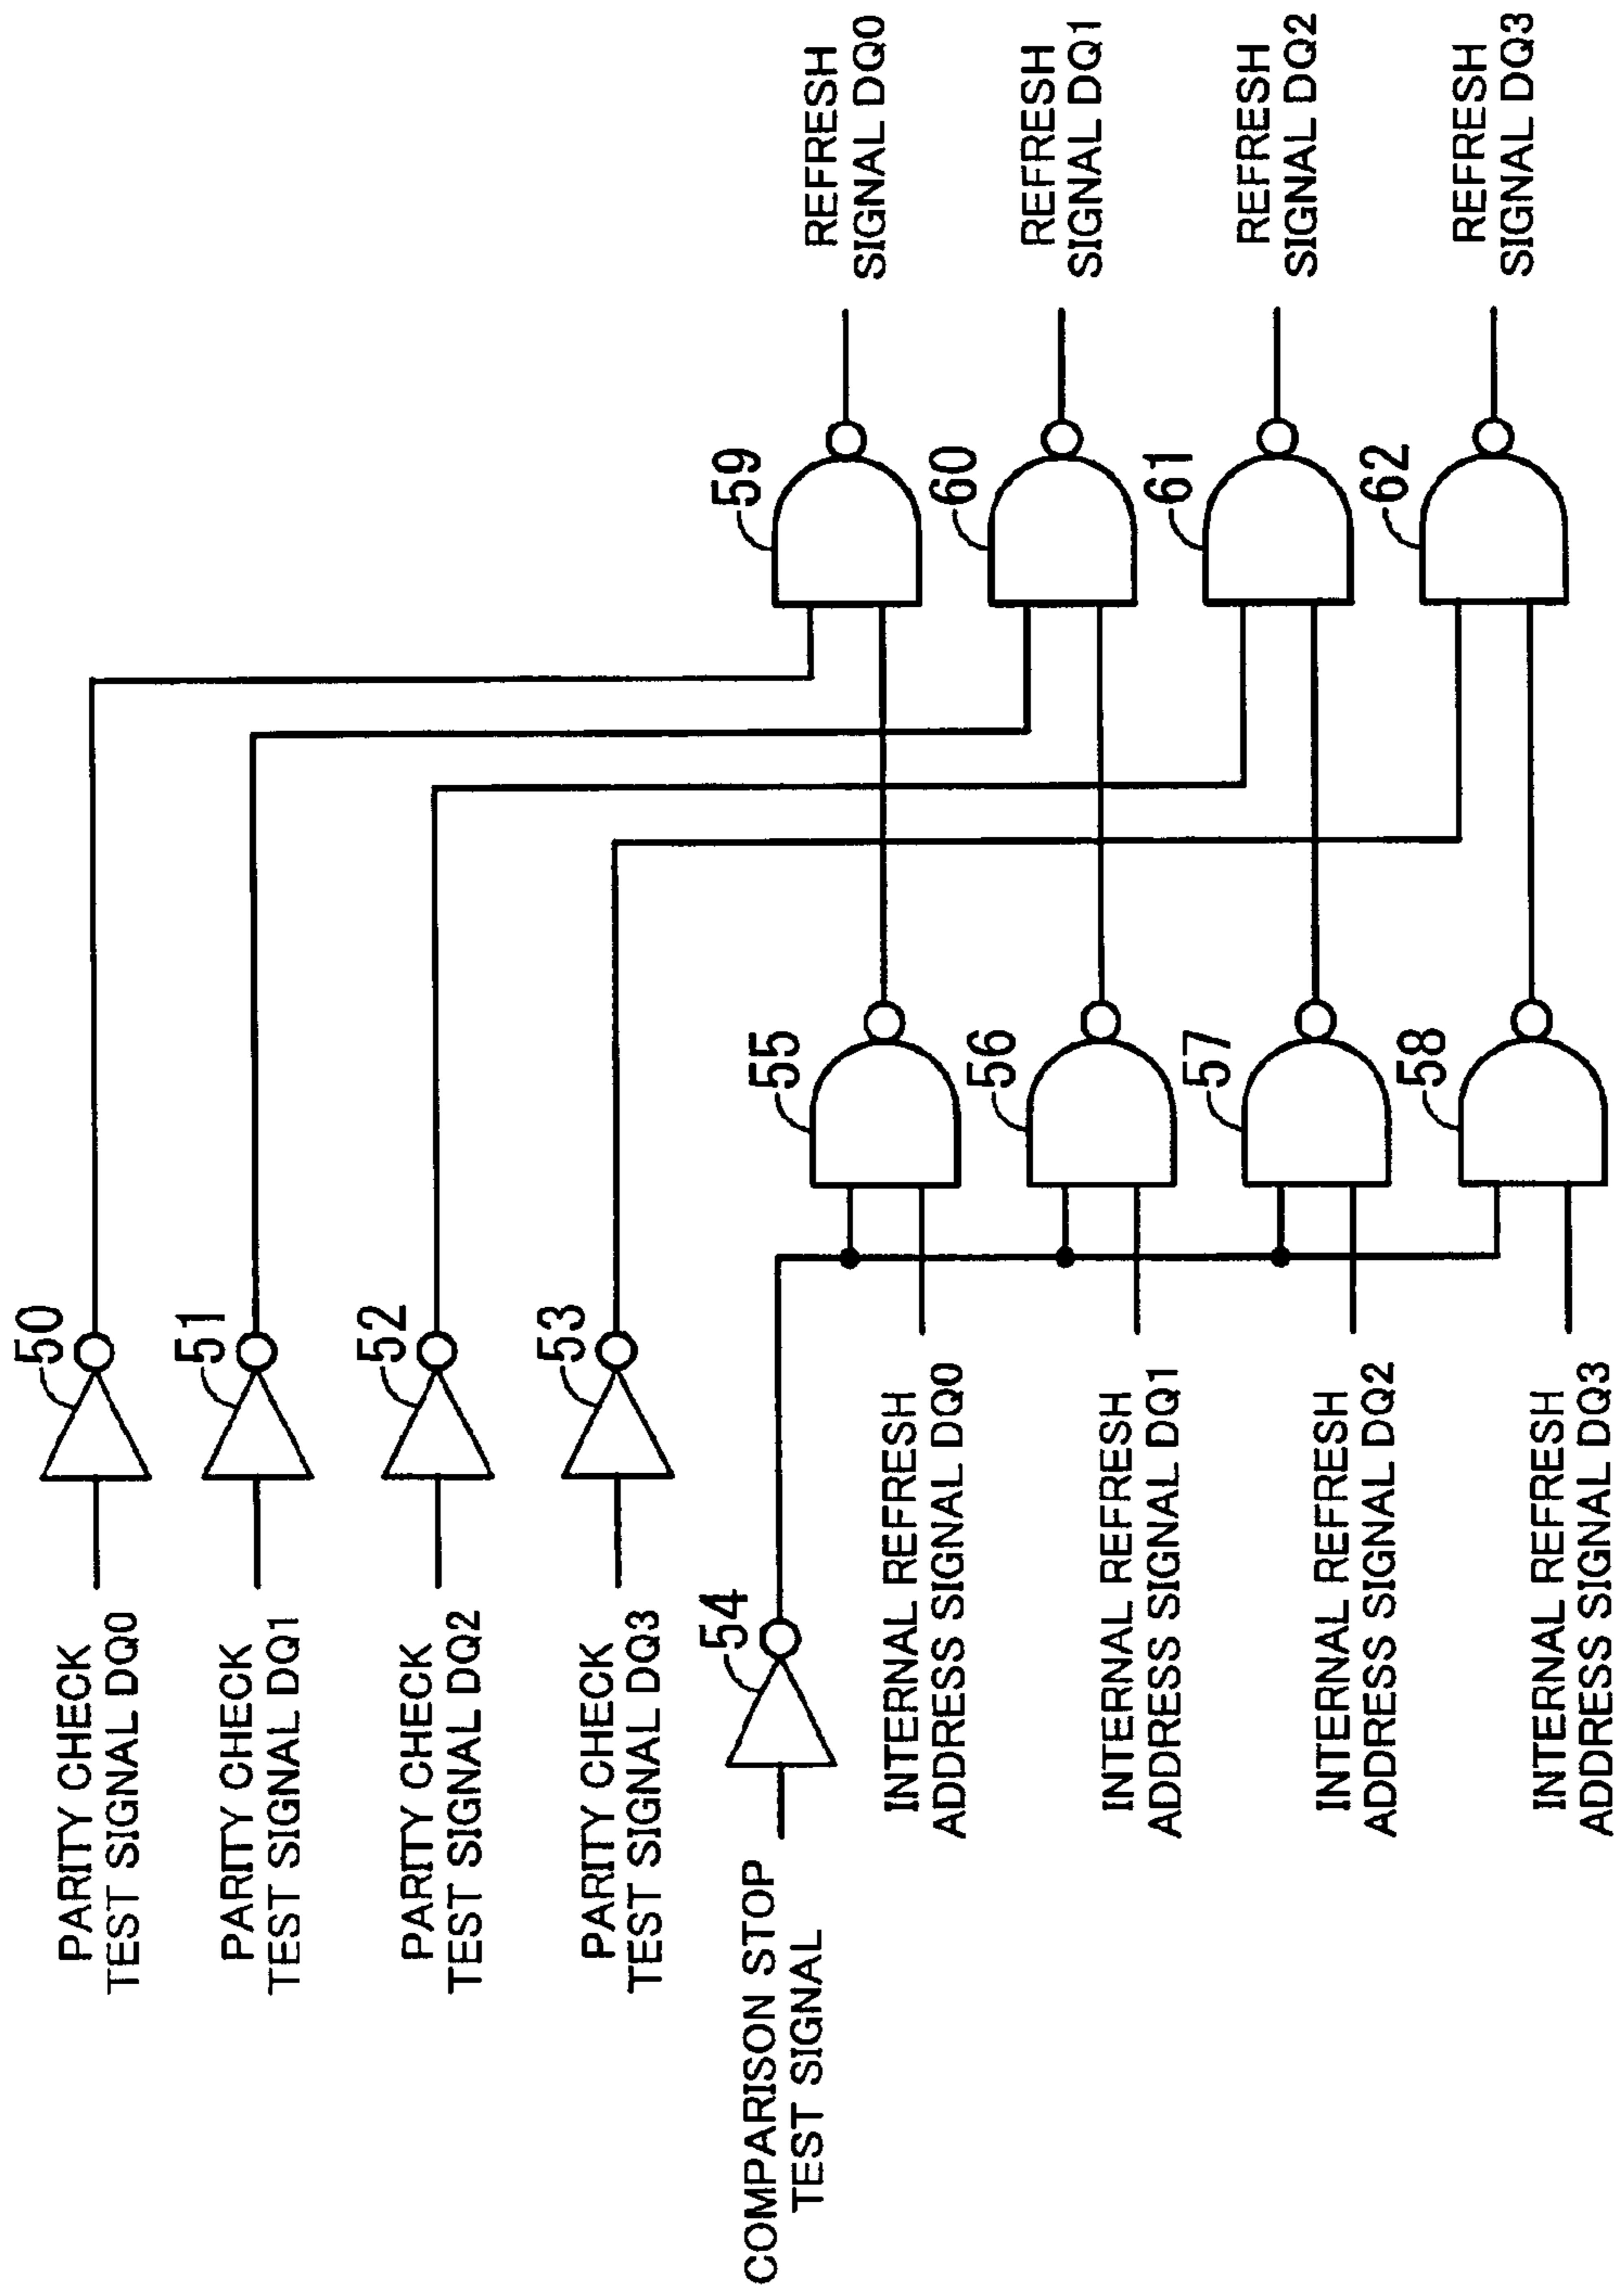 PARITY CHECK
TEST SIGNAL DQ0
50
PARITY CHECK
TEST SIGNAL DQ1
51
PARITY CHECK
TEST SIGNAL DQ2
52
PARITY CHECK
TEST SIGNAL DQ3
53
COMPARISON STOP
TEST SIGNAL
54
INTERNAL REFRESH
ADDRESS SIGNAL DQ0
55
59
REFRESH
SIGNAL DQ0
INTERNAL REFRESH
ADDRESS SIGNAL DQ1
56
60
REFRESH
SIGNAL DQ1
INTERNAL REFRESH
ADDRESS SIGNAL DQ2
57
61
REFRESH
SIGNAL DQ2
INTERNAL REFRESH
ADDRESS SIGNAL DQ3
58
62
REFRESH
SIGNAL DQ3